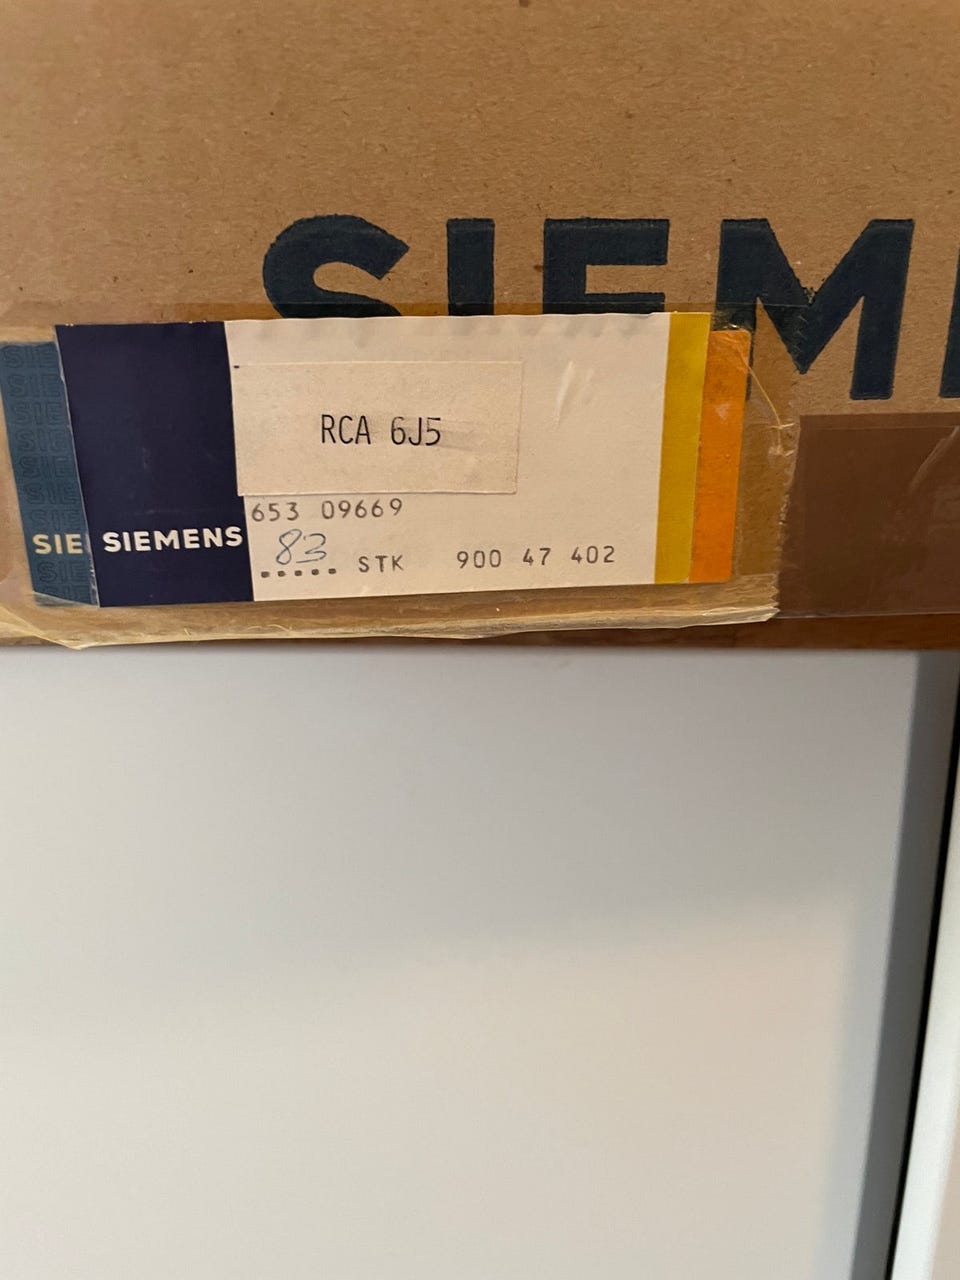 SIEM
RCA 6J5
653 09669
SIE SIEMENS
83
..... STK 900 47 402